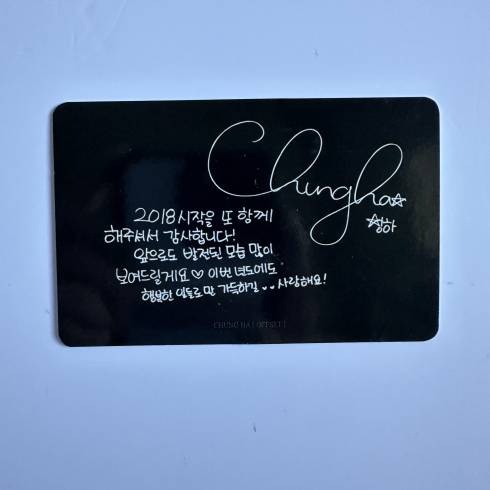 Chungha☆
☆청하
2018 시작을 또 함께
해주셔서 감사합니다!
앞으로도 발전된 모습 많이
보여드릴게요♡ 이번 년도에도
행복한 일들로만 가득하길 사랑해요!
CHUNG HA [OFFSET]